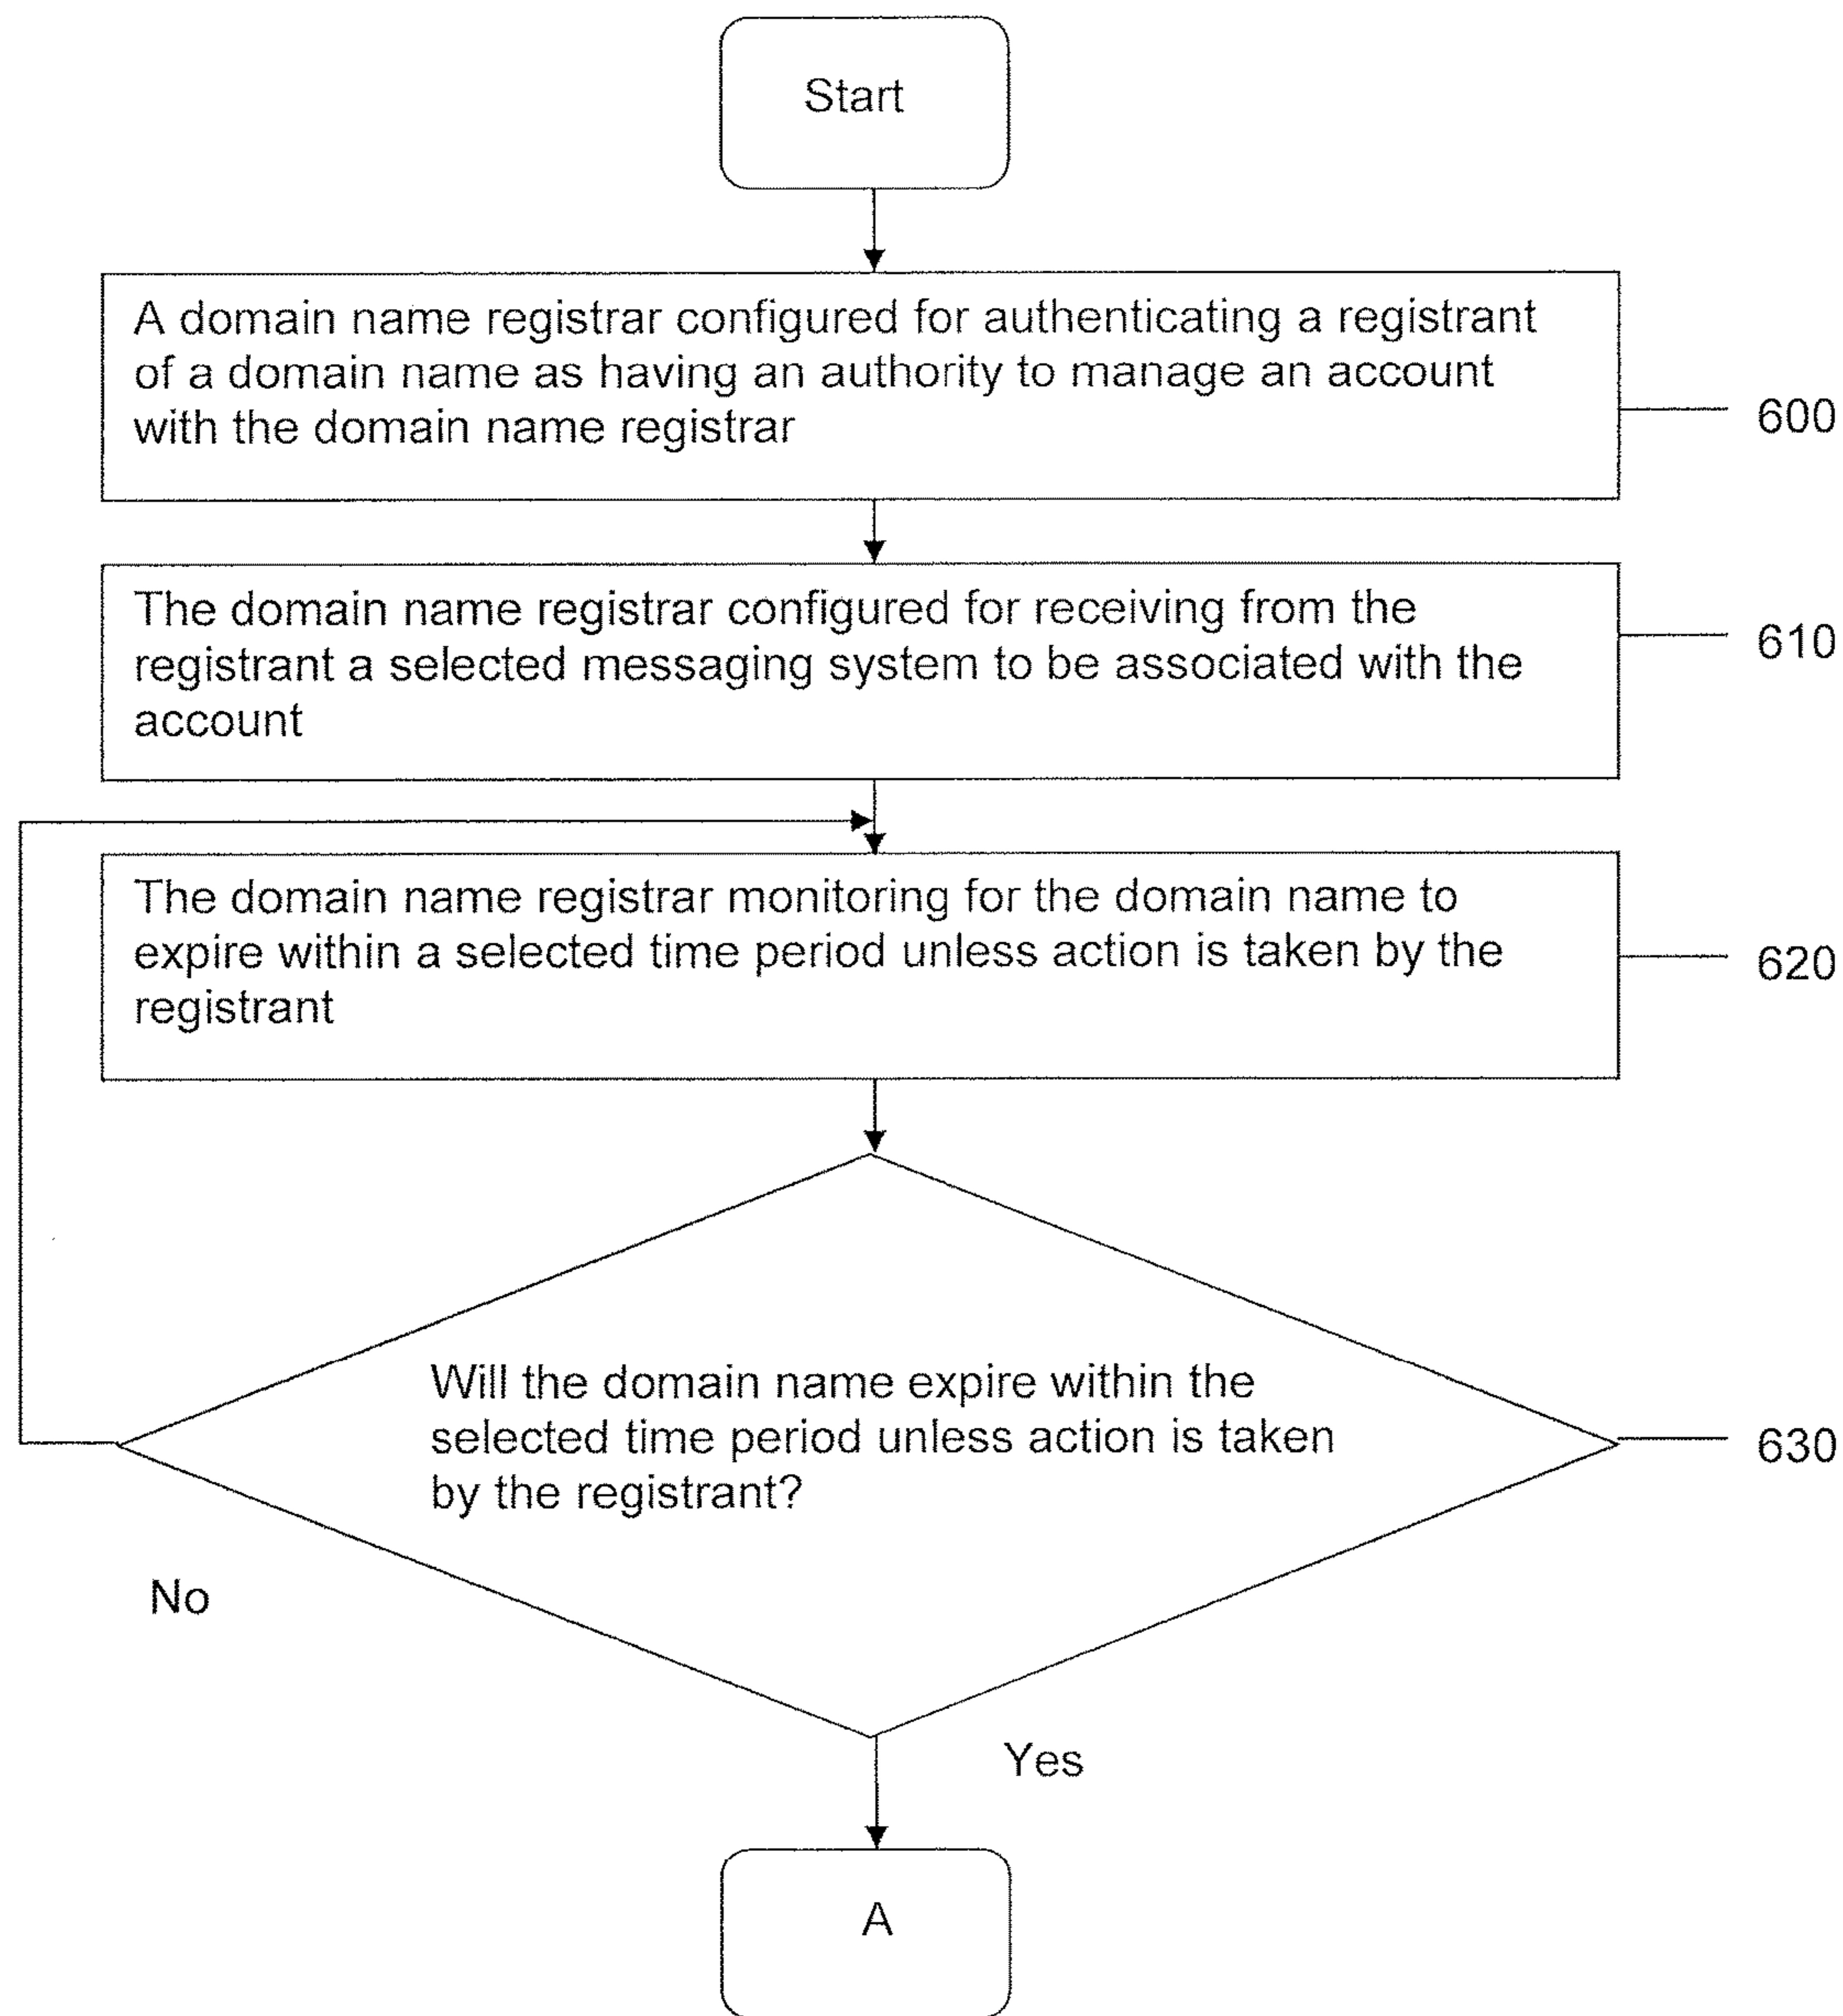 Start
A domain name registrar configured for authenticating a registrant
of a domain name as having an authority to manage an account
with the domain name registrar
600
The domain name registrar configured for receiving from the
registrant a selected messaging system to be associated with the
account
610
The domain name registrar monitoring for the domain name to
expire within a selected time period unless action is taken by the
registrant
620
Will the domain name expire within the
selected time period unless action is taken
by the registrant?
630
No
Yes
A